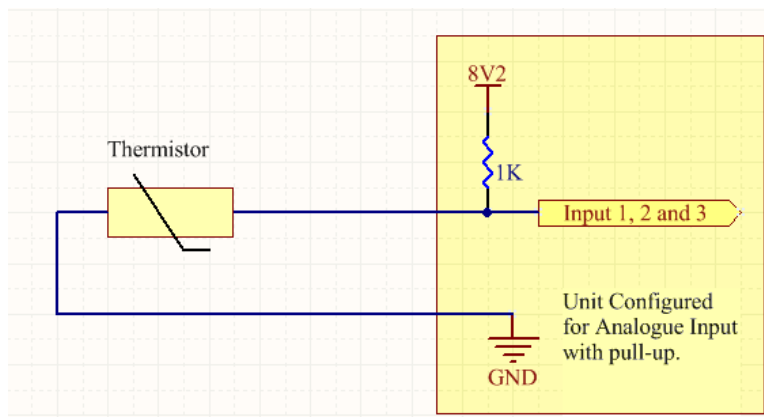 8V2
Thermistor
1K
Input 1, 2 and 3
Unit Configured
for Analogue Input
with pull-up.
GND